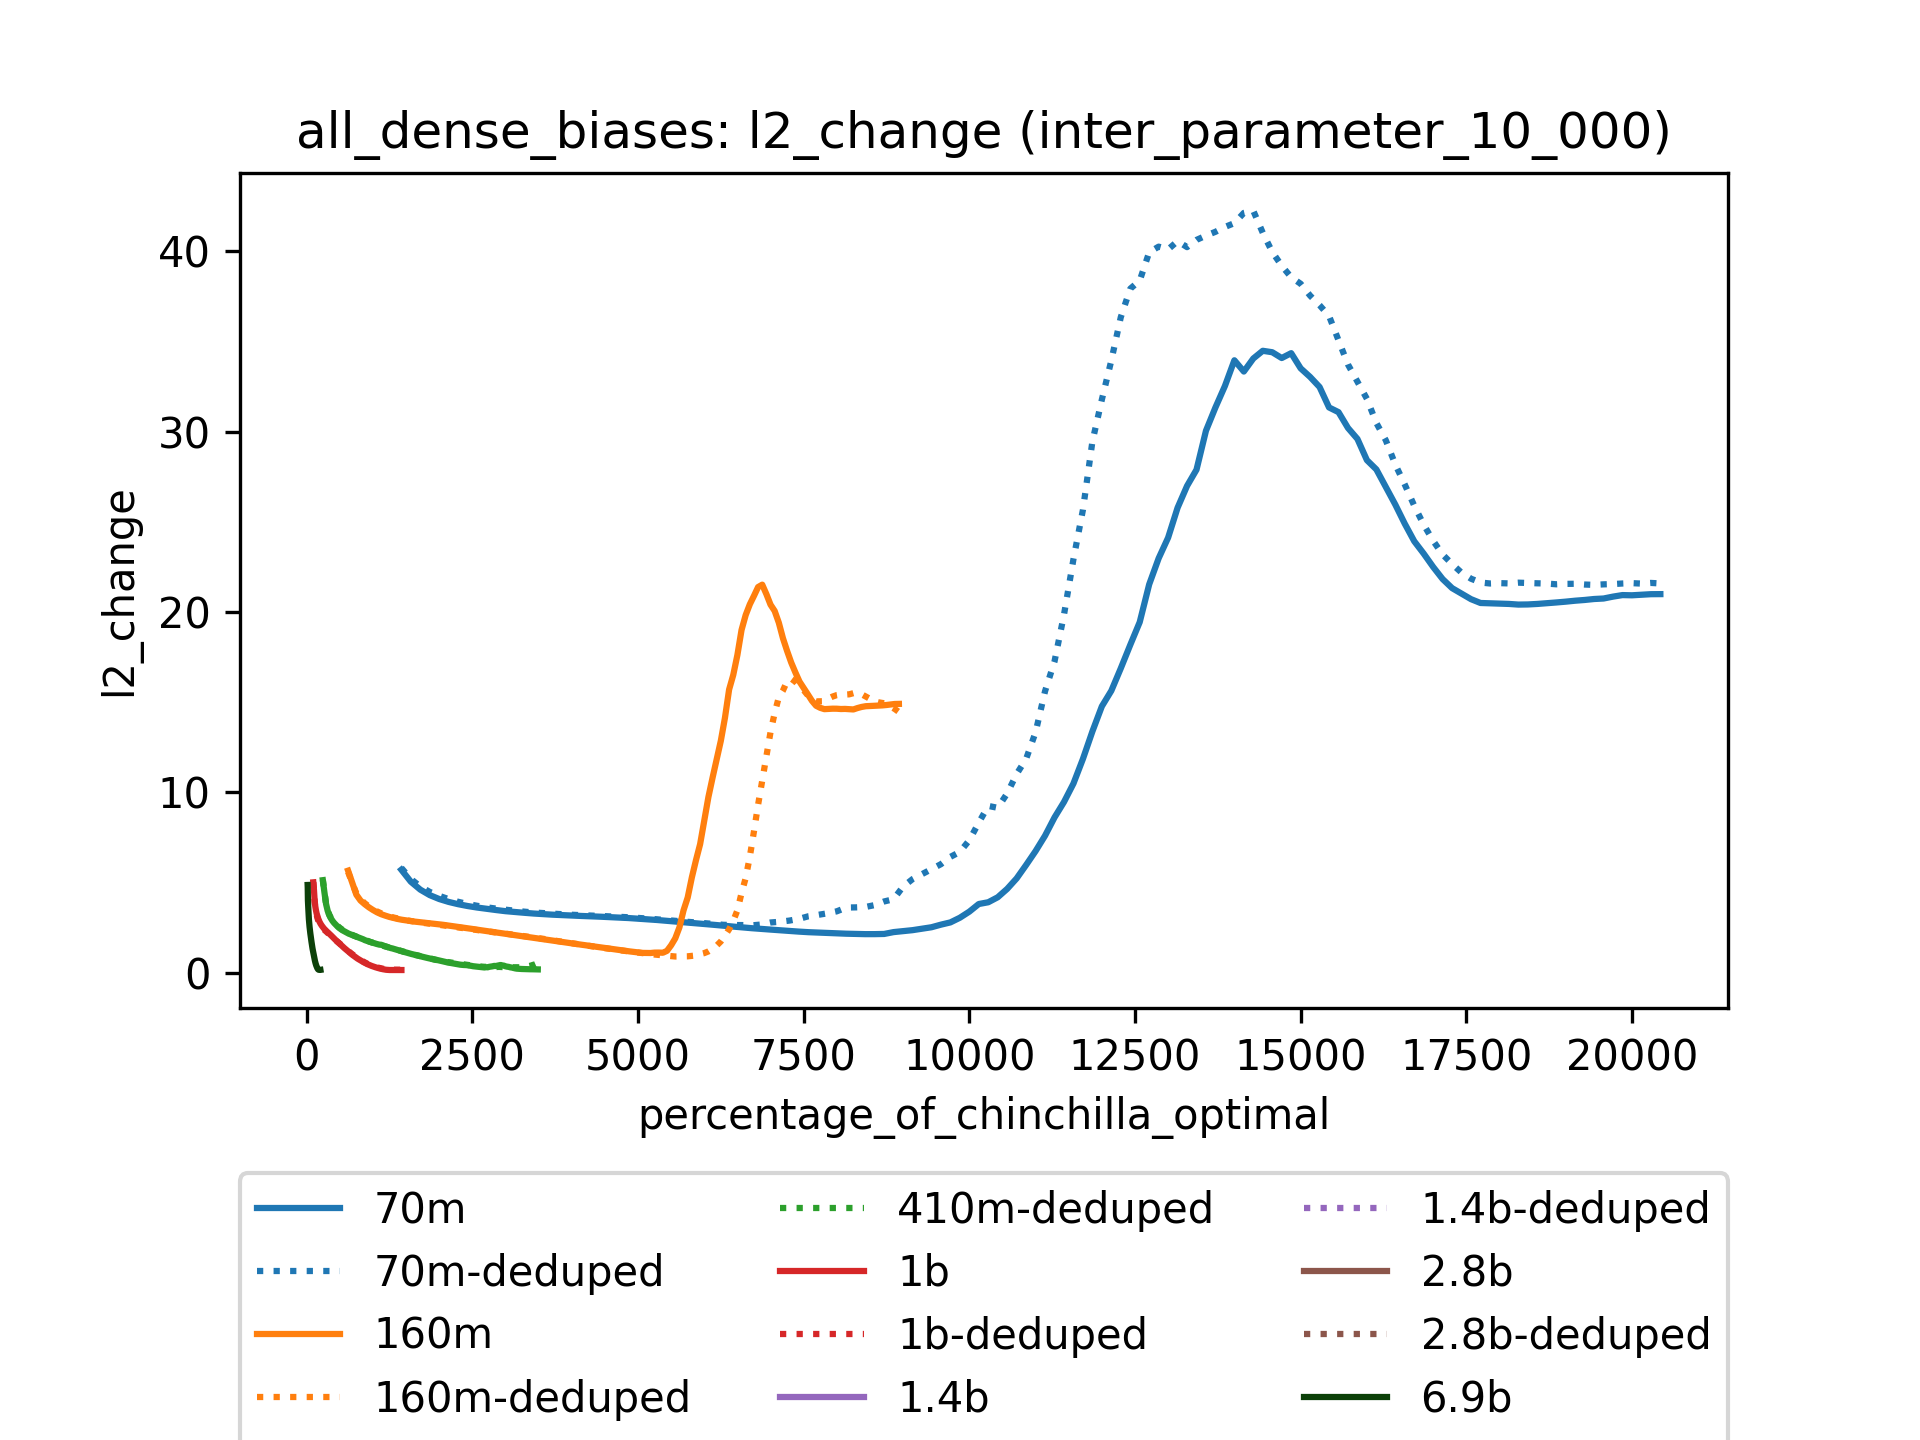 all_dense_biases: l2_change (inter_parameter_10_000)
40
30
20
10
0
l2_change
0 2500 5000 7500 10000 12500 15000 17500 20000
percentage_of_chinchilla_optimal
70m
70m-deduped
160m
160m-deduped
410m-deduped
1b
1b-deduped
1.4b
1.4b-deduped
2.8b
2.8b-deduped
6.9b